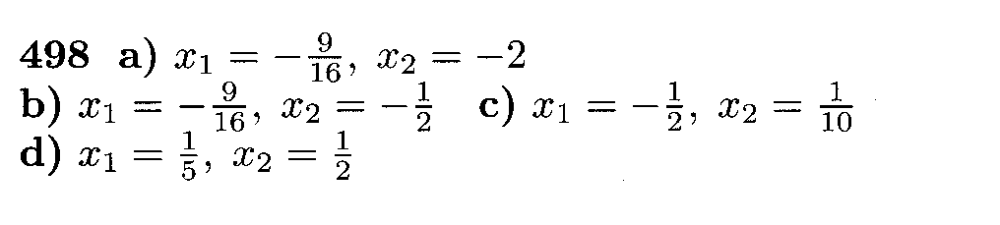 498 a) x₁ = −9/16, x₂ = −2
b) x₁ = −9/16, x₂ = −1/2 c) x₁ = −1/2, x₂ = 1/10
d) x₁ = 1/5, x₂ = 1/2